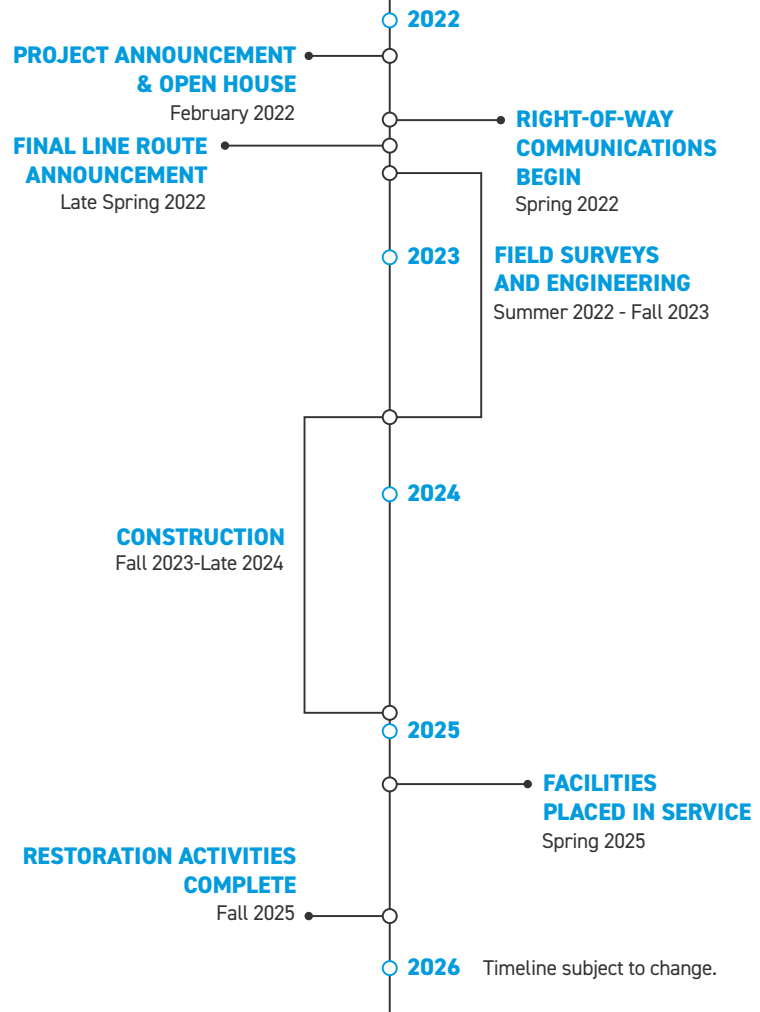 2022
PROJECT ANNOUNCEMENT
& OPEN HOUSE
February 2022
RIGHT-OF-WAY
COMMUNICATIONS
BEGIN
Spring 2022
FINAL LINE ROUTE
ANNOUNCEMENT
Late Spring 2022
2023
FIELD SURVEYS
AND ENGINEERING
Summer 2022 - Fall 2023
2024
CONSTRUCTION
Fall 2023-Late 2024
2025
FACILITIES
PLACED IN SERVICE
Spring 2025
RESTORATION ACTIVITIES
COMPLETE
Fall 2025
2026
Timeline subject to change.